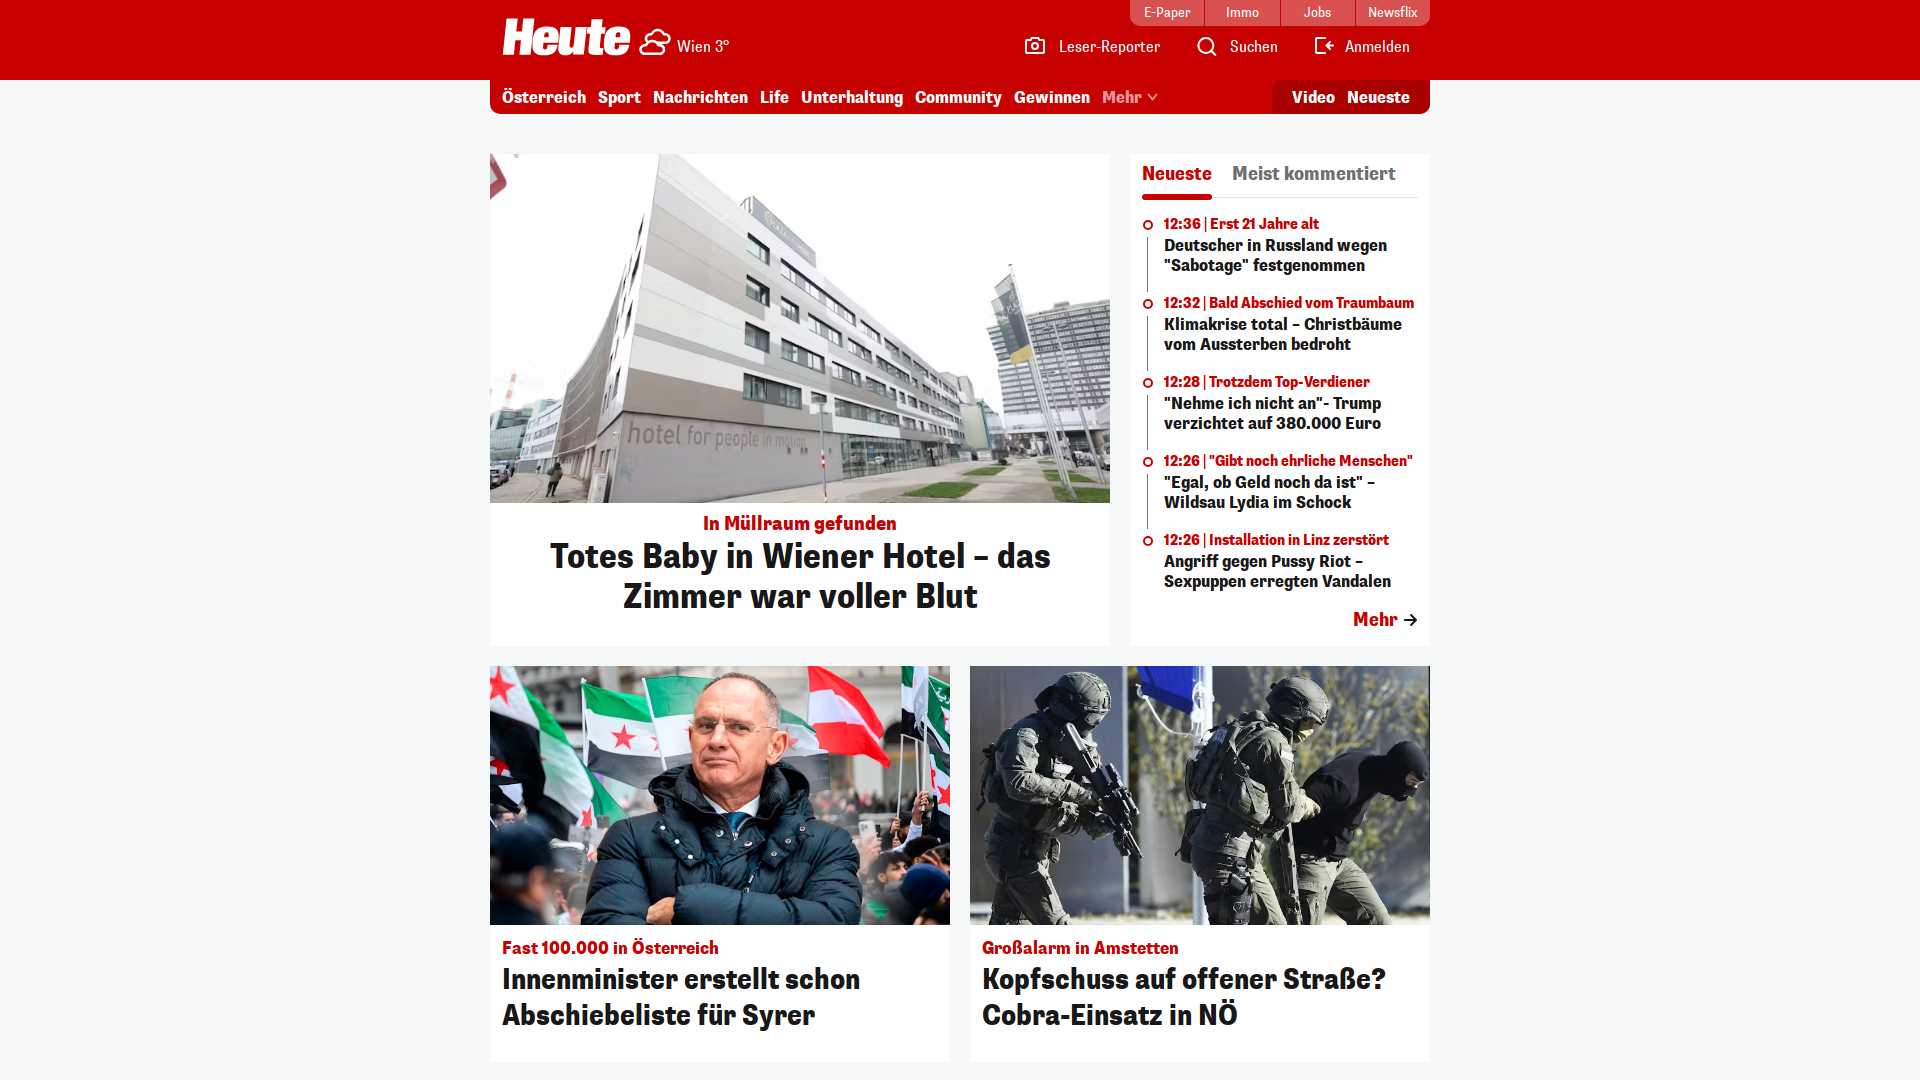 E-Paper
Immo
Jobs
Newsflix
Heute
Wien 3°
Leser-Reporter
Suchen
Anmelden
Österreich
Sport
Nachrichten
Life
Unterhaltung
Community
Gewinnen
Mehr
Video
Neueste
hotel for people in motion
In Müllraum gefunden
Totes Baby in Wiener Hotel – das
Zimmer war voller Blut
Neueste
Meist kommentiert
12:36 | Erst 21 Jahre alt
Deutscher in Russland wegen
"Sabotage" festgenommen
12:32 | Bald Abschied vom Traumbaum
Klimakrise total – Christbäume
vom Aussterben bedroht
12:28 | Trotzdem Top-Verdiener
"Nehme ich nicht an"- Trump
verzichtet auf 380.000 Euro
12:26 | "Gibt noch ehrliche Menschen"
"Egal, ob Geld noch da ist" –
Wildsau Lydia im Schock
12:26 | Installation in Linz zerstört
Angriff gegen Pussy Riot –
Sexpuppen erregten Vandalen
Mehr
Fast 100.000 in Österreich
Innenminister erstellt schon
Abschiebeliste für Syrer
Großalarm in Amstetten
Kopfschuss auf offener Straße?
Cobra-Einsatz in NÖ